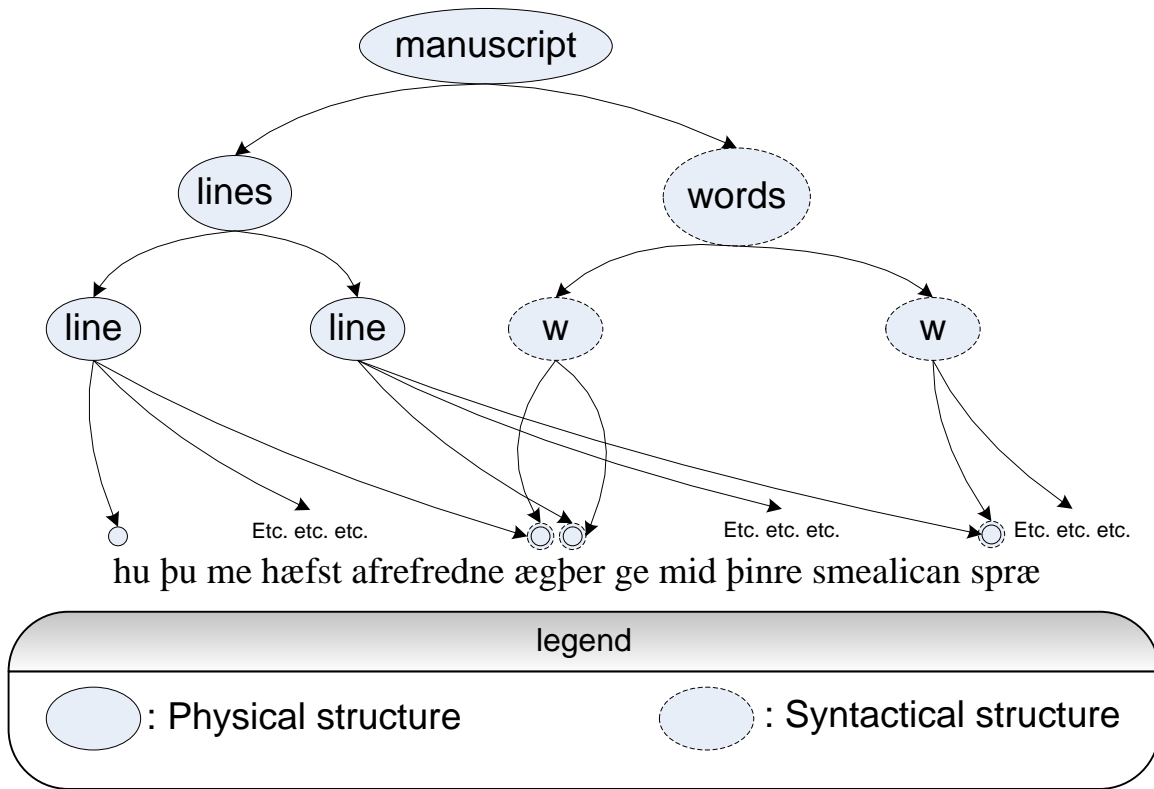 manuscript
lines words
line line w w
Etc. etc. etc. Etc. etc. etc. Etc. etc. etc.
hu þu me hæfst afrefredne ægþer ge mid þinre smealican spræ
legend
: Physical structure : Syntactical structure